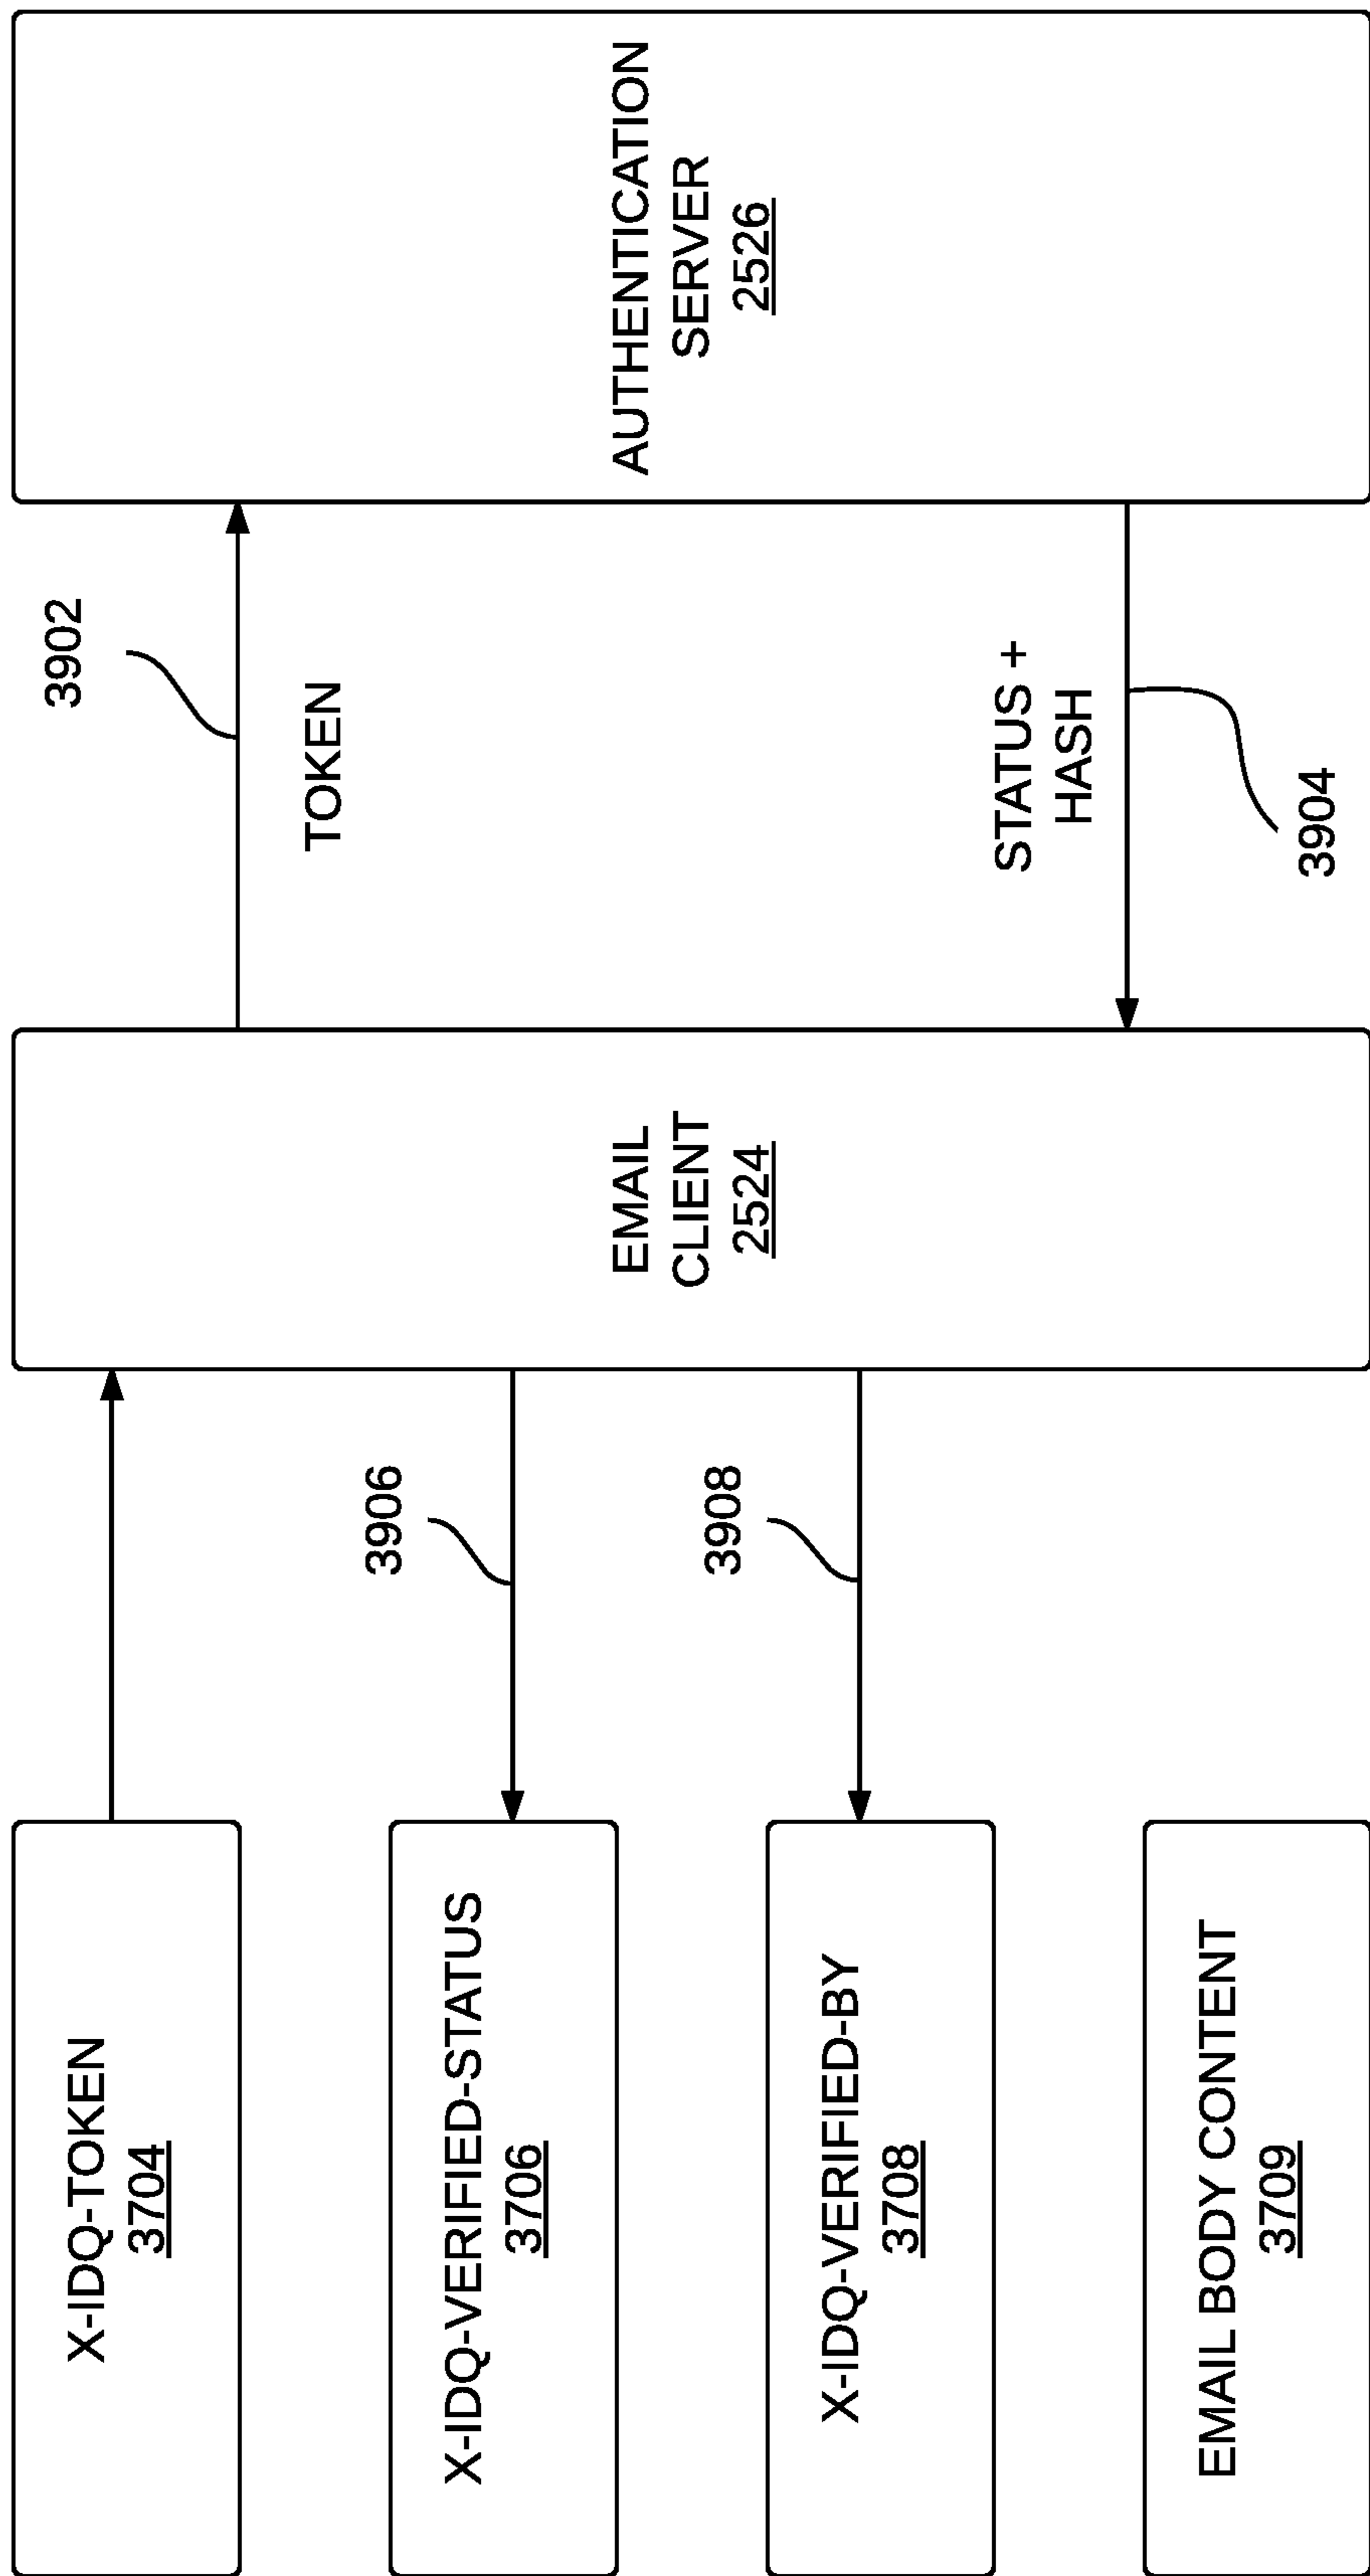 X-IDQ-TOKEN
3704
X-IDQ-VERIFIED-STATUS
3706
X-IDQ-VERIFIED-BY
3708
EMAIL BODY CONTENT
3709
3906
3908
EMAIL
CLIENT
2524
3902
TOKEN
STATUS +
HASH
3904
AUTHENTICATION
SERVER
2526